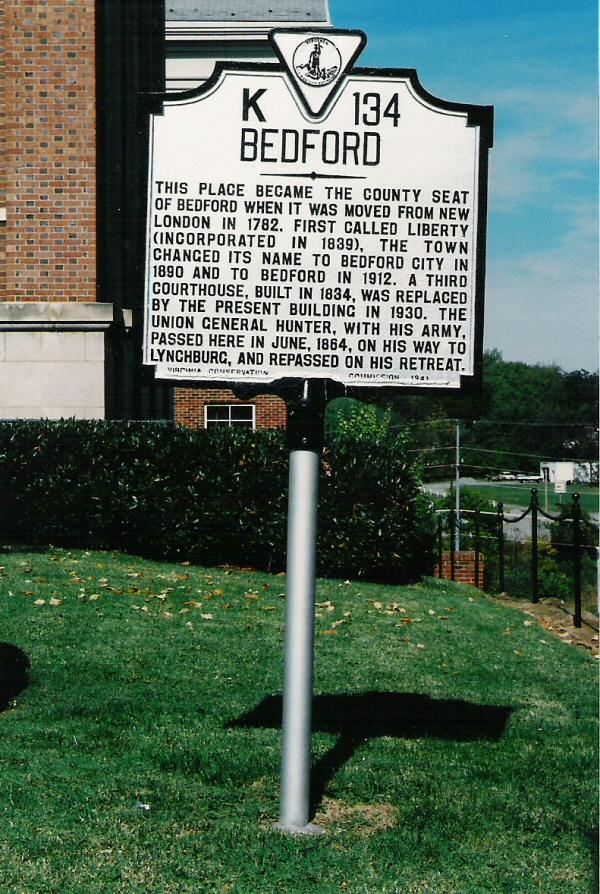 VIRGINIA
K 134
BEDFORD
THIS PLACE BECAME THE COUNTY SEAT
OF BEDFORD WHEN IT WAS MOVED FROM NEW
LONDON IN 1782. FIRST CALLED LIBERTY
(INCORPORATED IN 1839), THE TOWN
CHANGED ITS NAME TO BEDFORD CITY IN
1890 AND TO BEDFORD IN 1912. A THIRD
COURTHOUSE, BUILT IN 1834, WAS REPLACED
BY THE PRESENT BUILDING IN 1930. THE
UNION GENERAL HUNTER, WITH HIS ARMY,
PASSED HERE IN JUNE, 1864, ON HIS WAY TO
LYNCHBURG, AND REPASSED ON HIS RETREAT.
VIRGINIA CONSERVATION COMMISSION 1941